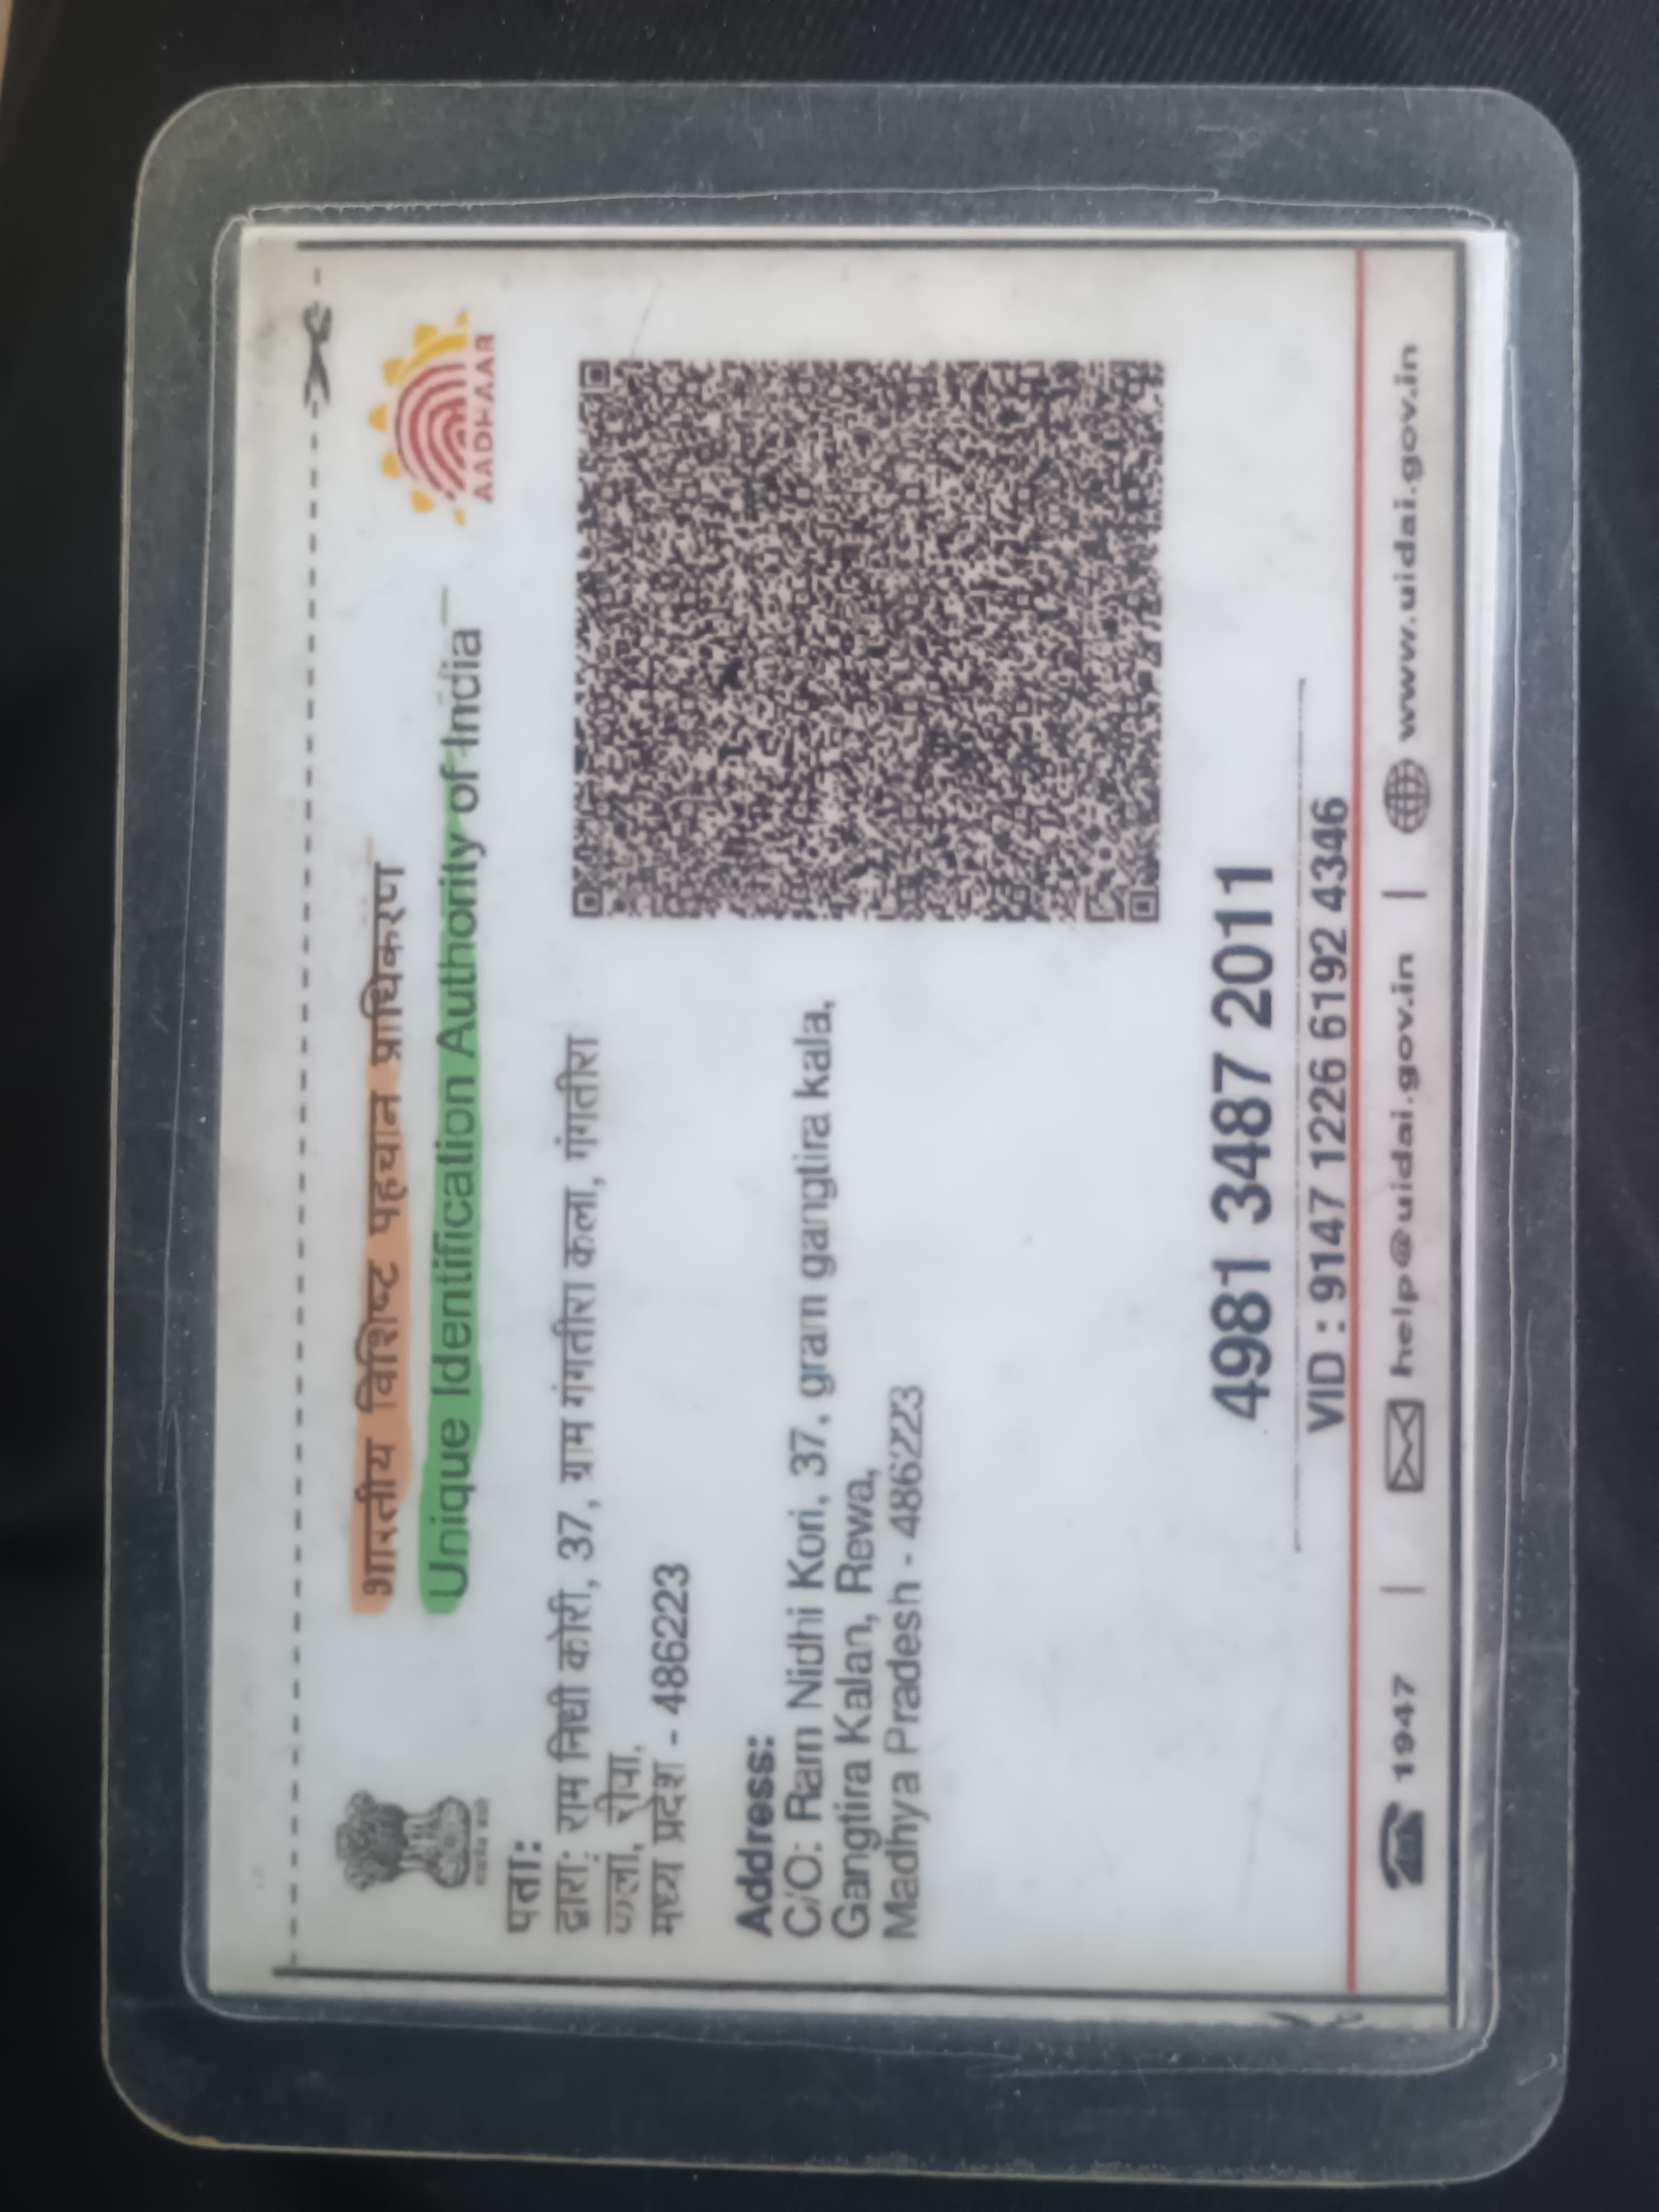 भारतीय विशिष्ट पहचान प्राधिकरण
Unique Identification Authority of India
AADHAAR
पता:
द्वारा: राम निधी कोरी, 37, ग्राम गंगतीरा कला, गंगतीरा
कलां, रीवा,
मध्य प्रदेश - 486223
Address:
C/O: Ram Nidhi Kori, 37, gram gangtira kala,
Gangtira Kalan, Rewa,
Madhya Pradesh - 486223
4981 3487 2011
VID : 9147 1226 6192 4346
1947 | help@uidai.gov.in | www.uidai.gov.in